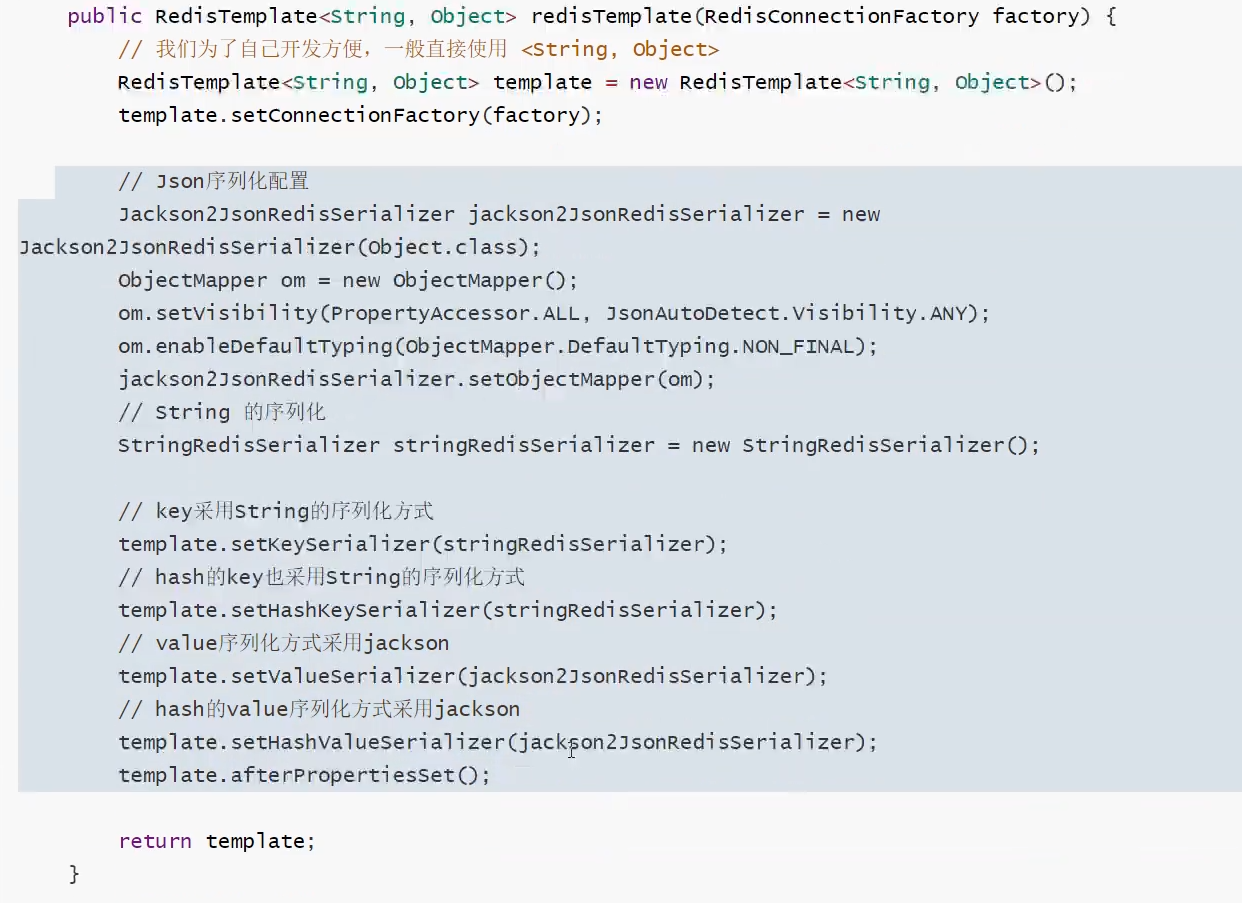 public RedisTemplate<String, Object> redisTemplate(RedisConnectionFactory factory) {
// 我们为了自己开发方便，一般直接使用 <String, Object>
RedisTemplate<String, Object> template = new RedisTemplate<String, Object>();
template.setConnectionFactory(factory);
// Json序列化配置
Jackson2JsonRedisSerializer jackson2JsonRedisSerializer = new
Jackson2JsonRedisSerializer(Object.class);
ObjectMapper om = new ObjectMapper();
om.setVisibility(PropertyAccessor.ALL, JsonAutoDetect.Visibility.ANY);
om.enableDefaultTyping(ObjectMapper.DefaultTyping.NON_FINAL);
jackson2JsonRedisSerializer.setObjectMapper(om);
// String 的序列化
StringRedisSerializer stringRedisSerializer = new StringRedisSerializer();
// key采用String的序列化方式
template.setKeySerializer(stringRedisSerializer);
// hash的key也采用String的序列化方式
template.setHashKeySerializer(stringRedisSerializer);
// value序列化方式采用jackson
template.setValueSerializer(jackson2JsonRedisSerializer);
// hash的value序列化方式采用jackson
template.setHashValueSerializer(jackson2JsonRedisSerializer);
template.afterPropertiesSet();
return template;
}